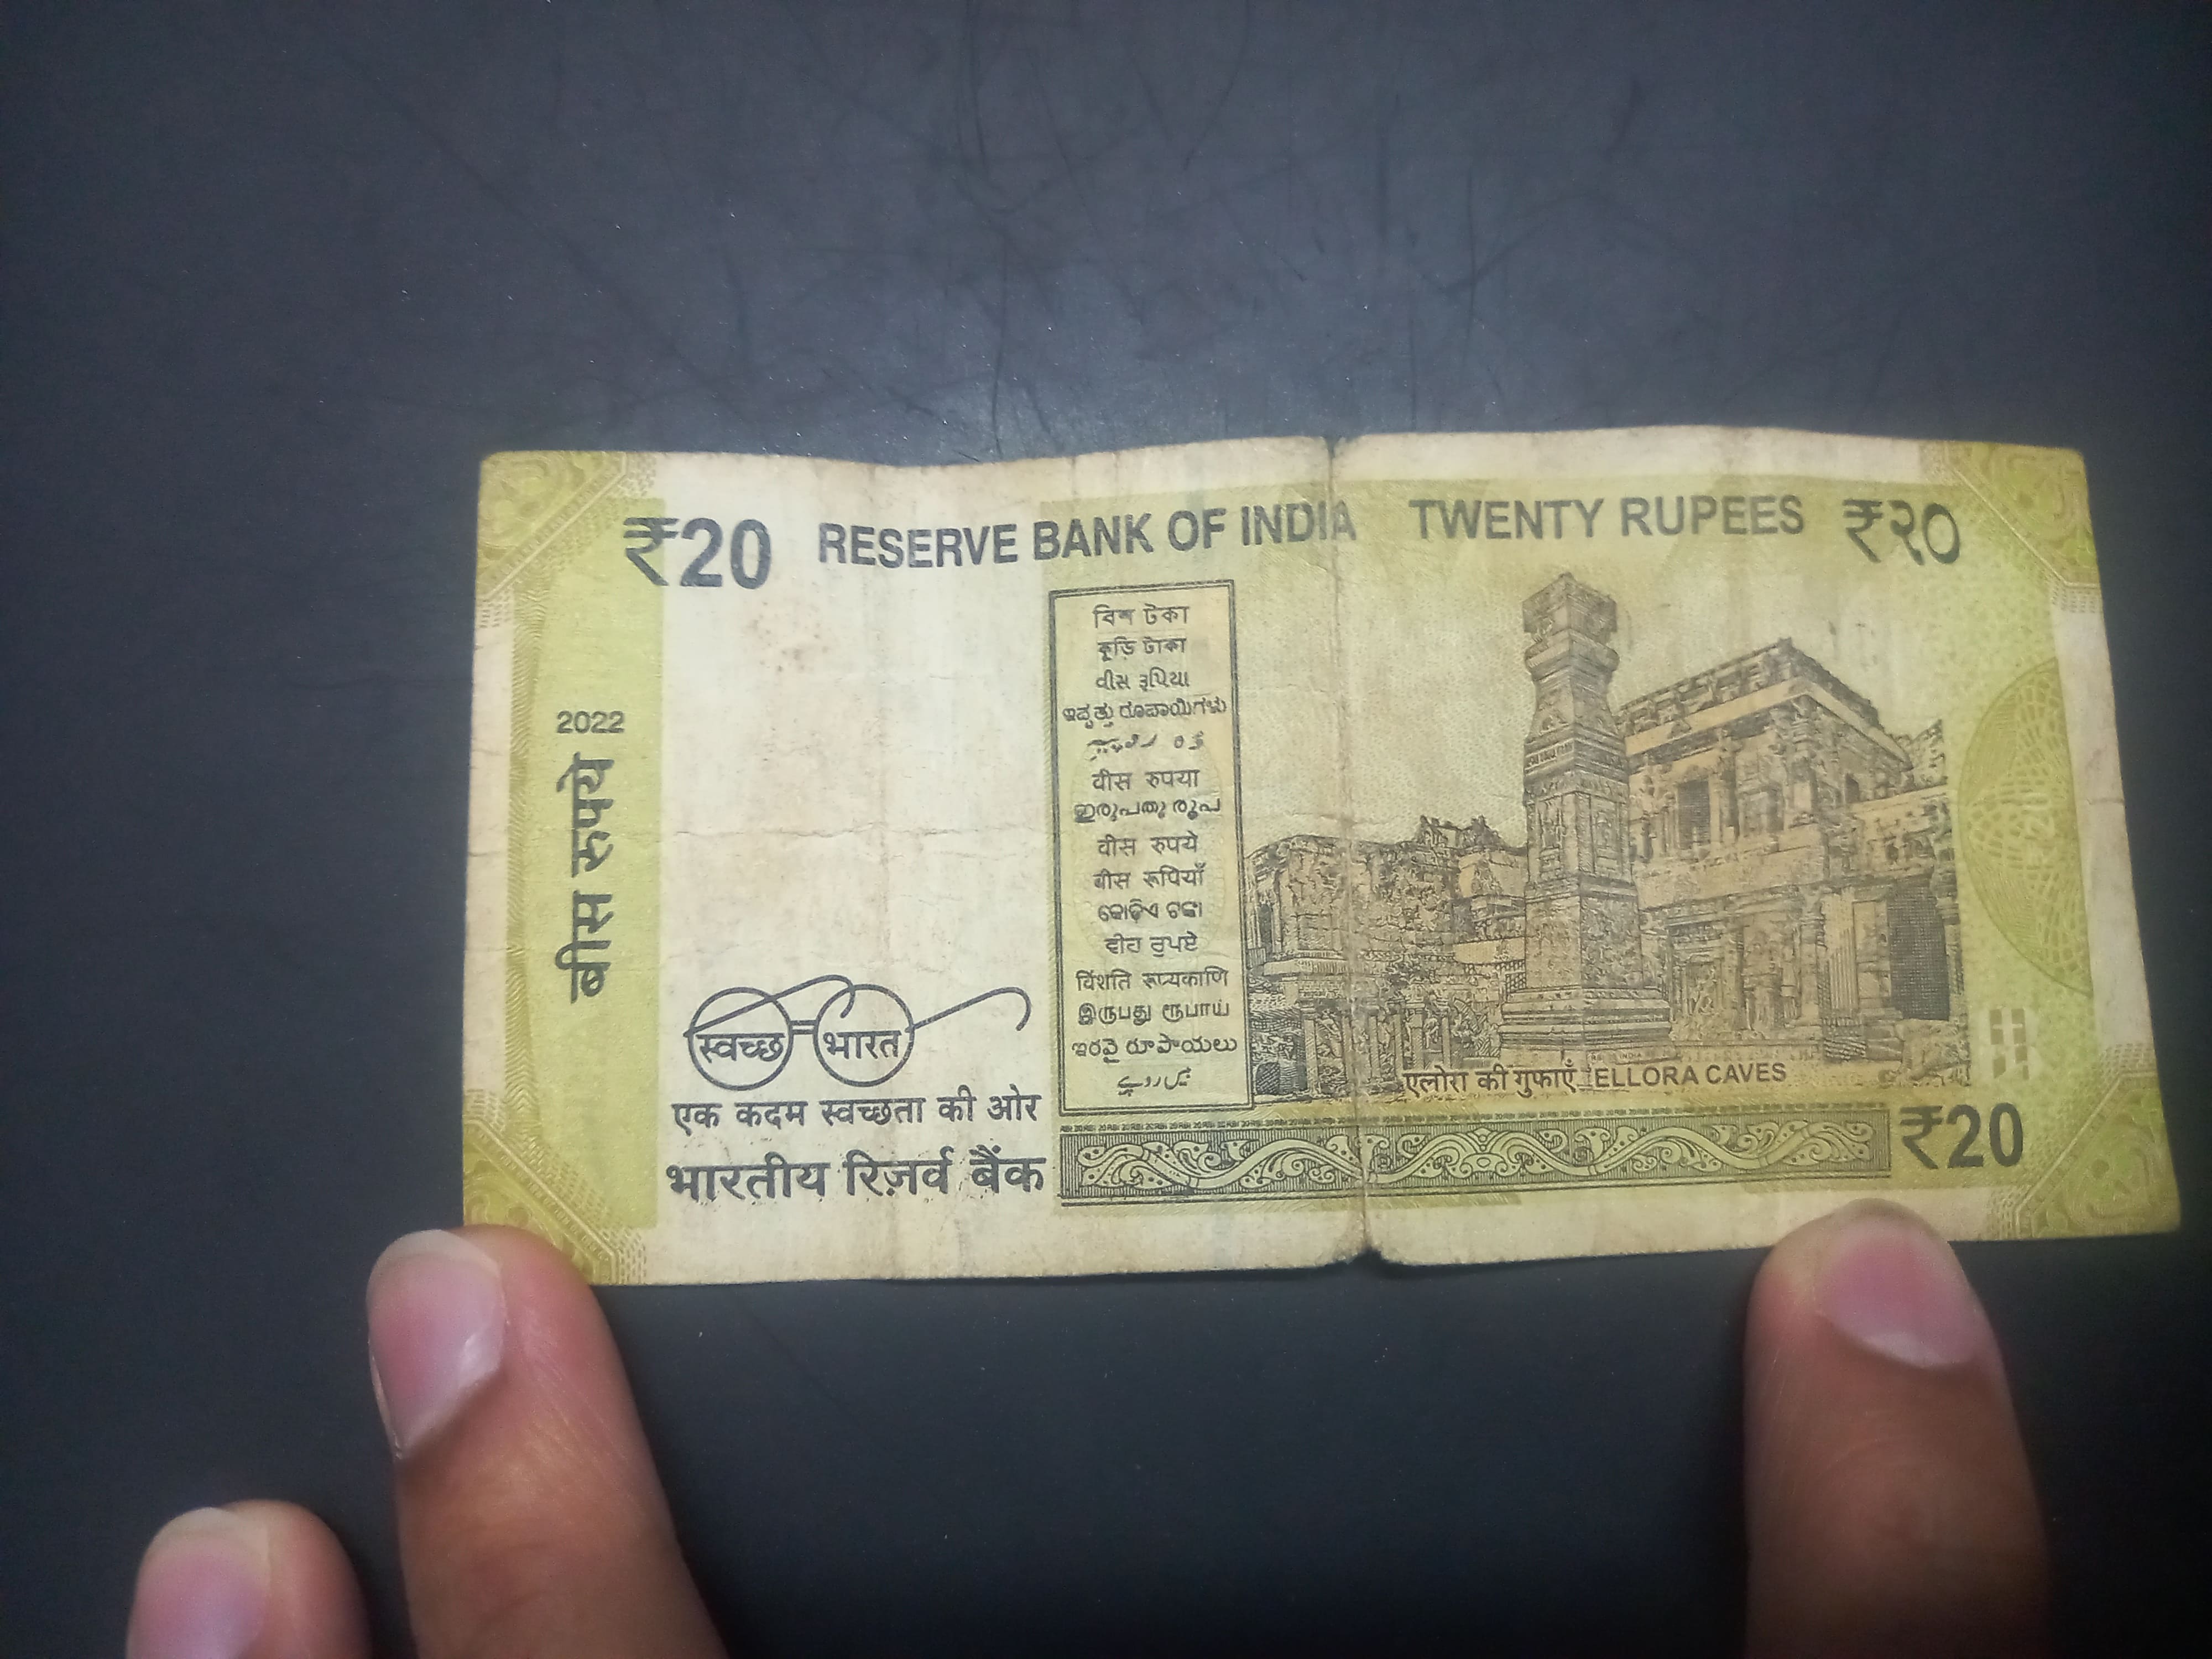 ₹20 RESERVE BANK OF INDIA TWENTY RUPEES ₹२०
2022
बीस रुपये
বিশ টকা
কুড়ি টাকা
વીસ રૂપિયા
ಇಪ್ಪತ್ತು ರೂಪಾಯಿಗಳು
वीस रुपया
ഇരുപതു രൂപ
वीस रुपये
बीस रुपियाँ
କୋଡ଼ିଏ ଟଙ୍କା
ਵੀਹ ਰੁਪਏ
विंशति रूप्यकाणि
இருபது ரூபாய்
ఇరవై రూపాయలు
بیس روپے
स्वच्छ भारत
एक कदम स्वच्छता की ओर
भारतीय रिज़र्व बैंक
एलोरा की गुफाएँ ELLORA CAVES
₹20